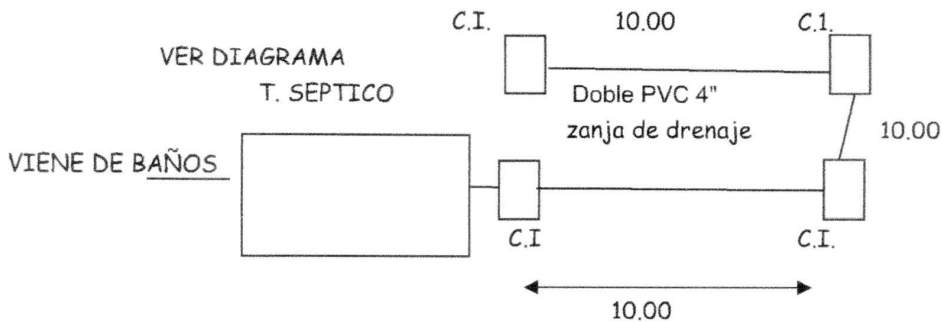 C.I. 10.00 C.1.
VER DIAGRAMA
T. SEPTICO
Doble PVC 4"
zanja de drenaje
10.00
VIENE DE BAÑOS
C.I C.I.
10.00